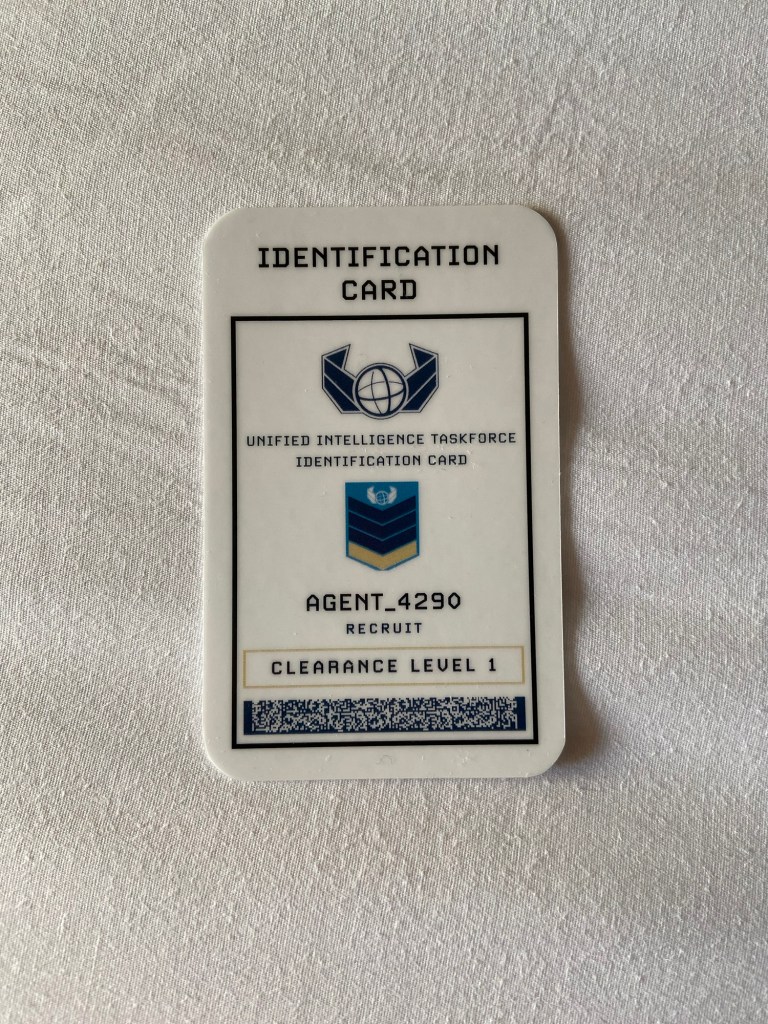 IDENTIFICATION
CARD
UNIFIED INTELLIGENCE TASKFORCE
IDENTIFICATION CARD
AGENT_4290
RECRUIT
CLEARANCE LEVEL 1